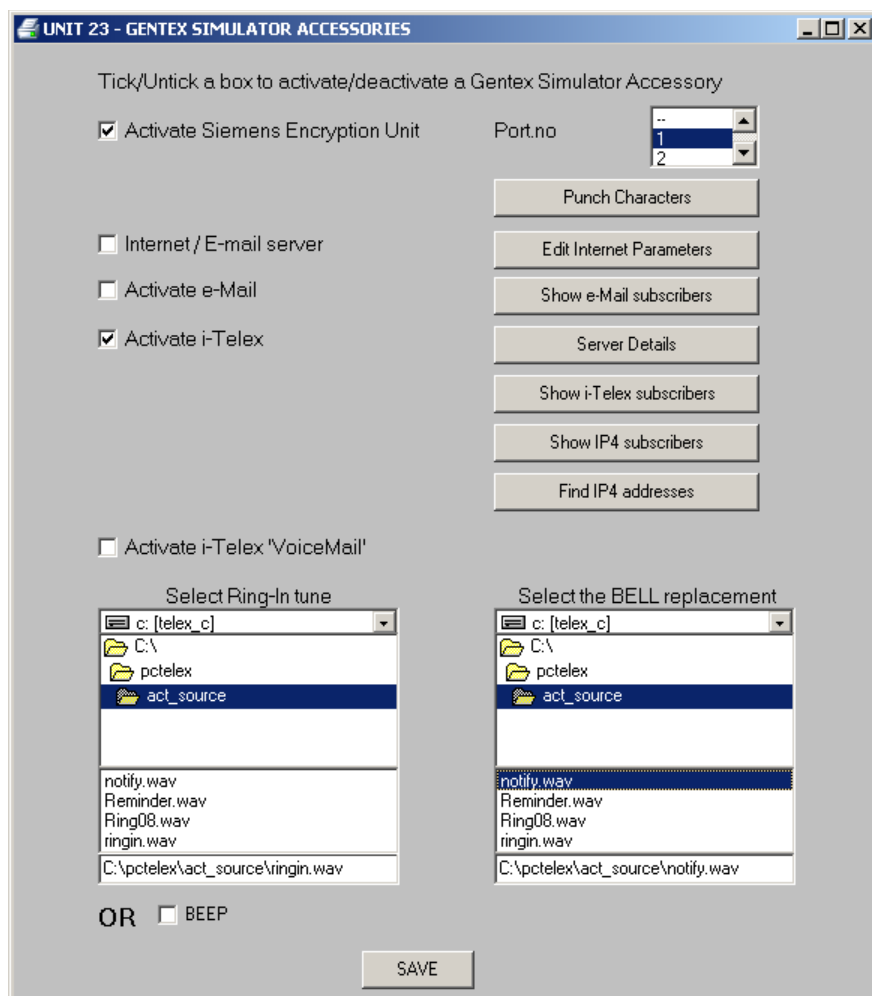 UNIT 23 - GENTEX SIMULATOR ACCESSORIES
Tick/Untick a box to activate/deactivate a Gentex Simulator Accessory
Activate Siemens Encryption Unit
Port.no
--
1
2
Punch Characters
Internet / E-mail server
Edit Internet Parameters
Activate e-Mail
Show e-Mail subscribers
Activate i-Telex
Server Details
Show i-Telex subscribers
Show IP4 subscribers
Find IP4 addresses
Activate i-Telex 'VoiceMail'
Select Ring-In tune
c: [telex_c]
C:\
pctelex
act_source
notify.wav
Reminder.wav
Ring08.wav
ringin.wav
C:\pctelex\act_source\ringin.wav
Select the BELL replacement
c: [telex_c]
C:\
pctelex
act_source
notify.wav
Reminder.wav
Ring08.wav
ringin.wav
C:\pctelex\act_source\notify.wav
OR BEEP
SAVE